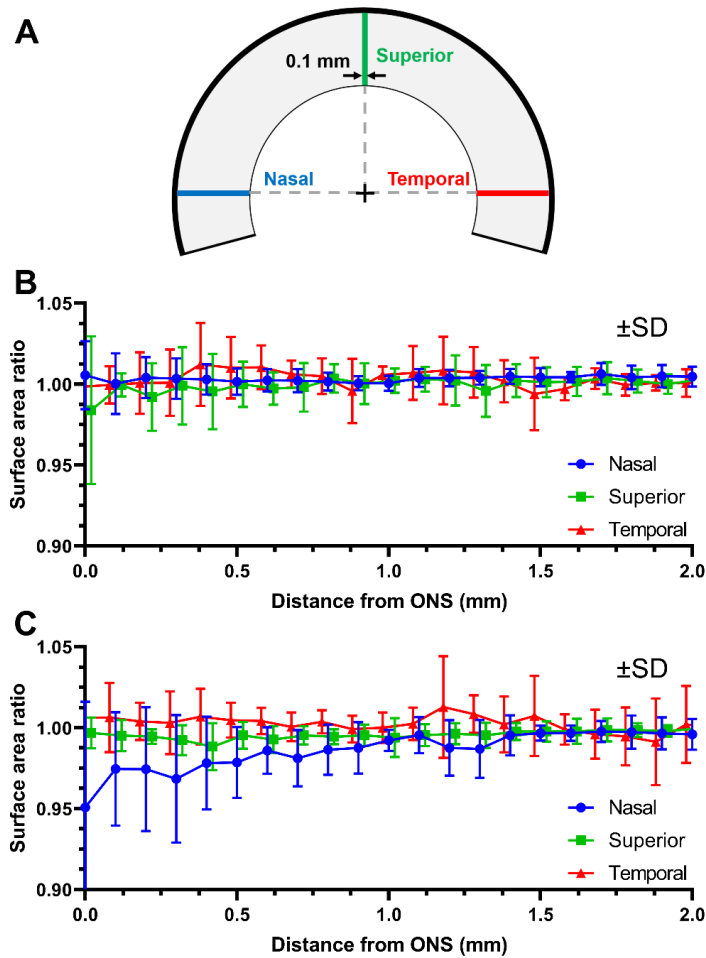 A
0.1 mm
Superior
Nasal
Temporal
B
Surface area ratio
1.05
1.00
0.95
0.90
±SD
Nasal
Superior
Temporal
0.0 0.5 1.0 1.5 2.0
Distance from ONS (mm)
C
Surface area ratio
1.05
1.00
0.95
0.90
±SD
Nasal
Superior
Temporal
0.0 0.5 1.0 1.5 2.0
Distance from ONS (mm)